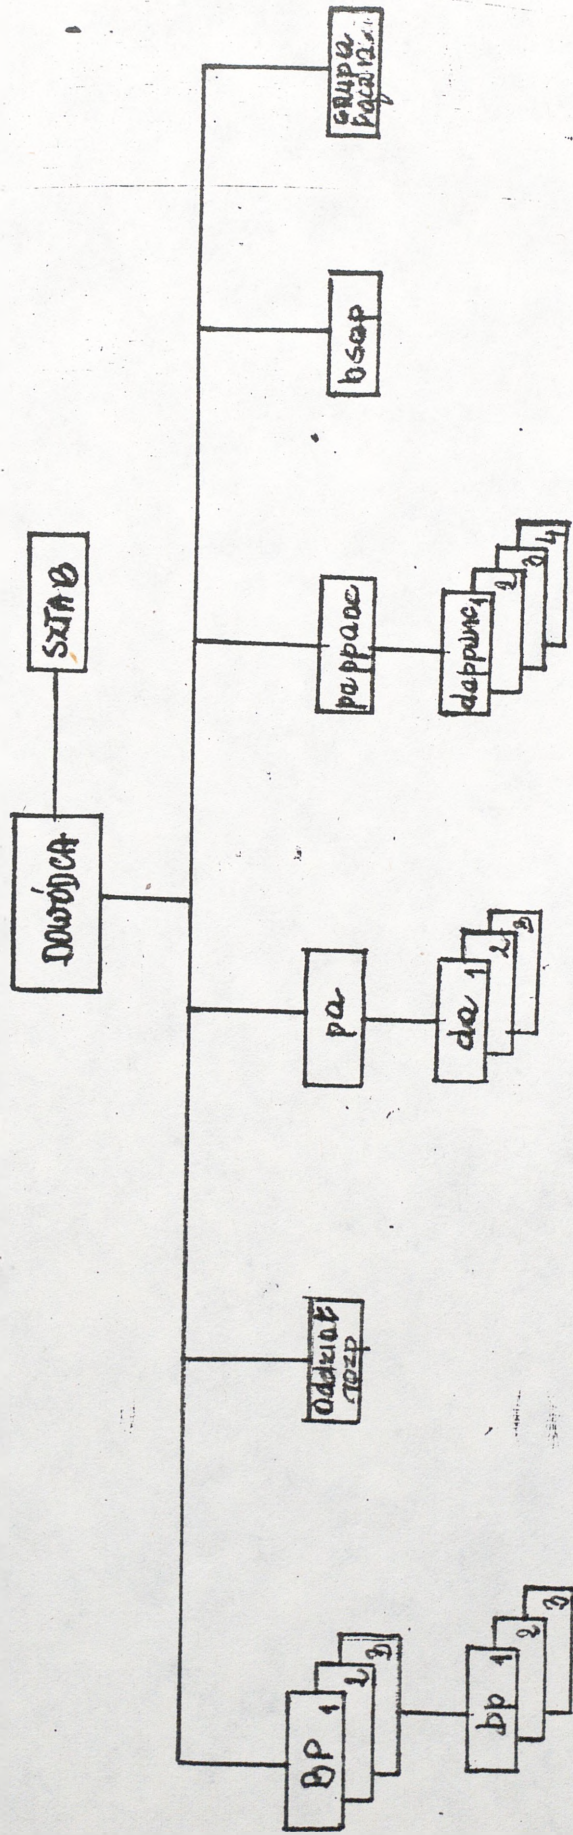 DOWÓDCA
SZTAB
BP 1
2
3
bp 1
2
3
Oddział
rozp
pa
da 1
2
3
pappanc
dappanc 1
2
3
4
bsap
GRUPA